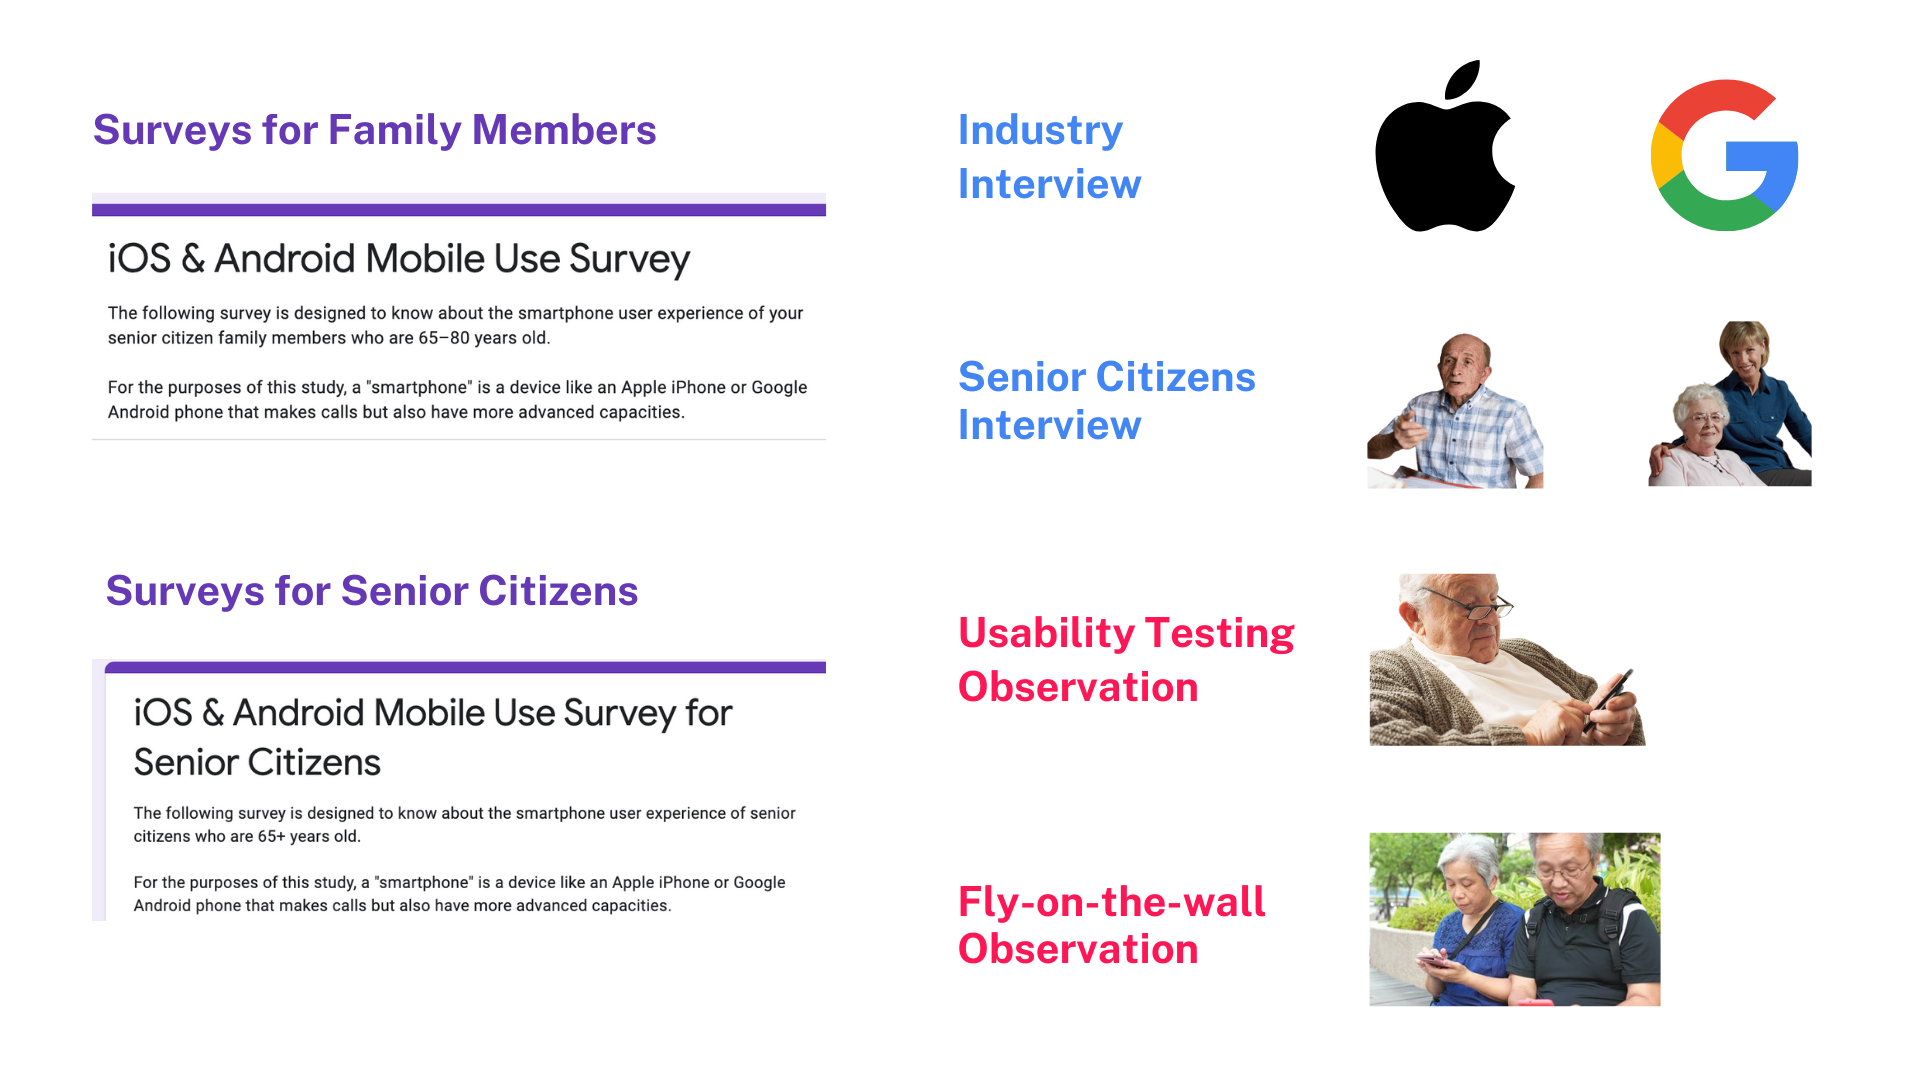 Surveys for Family Members
iOS & Android Mobile Use Survey
The following survey is designed to know about the smartphone user experience of your
senior citizen family members who are 65–80 years old.
For the purposes of this study, a "smartphone" is a device like an Apple iPhone or Google
Android phone that makes calls but also have more advanced capacities.
Surveys for Senior Citizens
iOS & Android Mobile Use Survey for
Senior Citizens
The following survey is designed to know about the smartphone user experience of senior
citizens who are 65+ years old.
For the purposes of this study, a "smartphone" is a device like an Apple iPhone or Google
Android phone that makes calls but also have more advanced capacities.
Industry
Interview
Senior Citizens
Interview
Usability Testing
Observation
Fly-on-the-wall
Observation